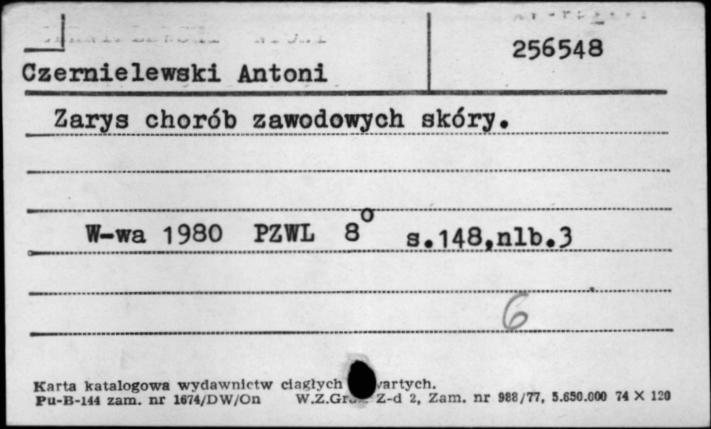 256548
Czernielewski Antoni
Zarys chorób zawodowych skóry.
W-wa 1980 PZWL 8° s.148,nlb.3
6
Karta katalogowa wydawnictw ciągłych
Pu-B-144 zam. nr 1674/DW/On W.Z.Graf. Z-d 2, Zam. nr 988/77, 5.650.000 74 X 120